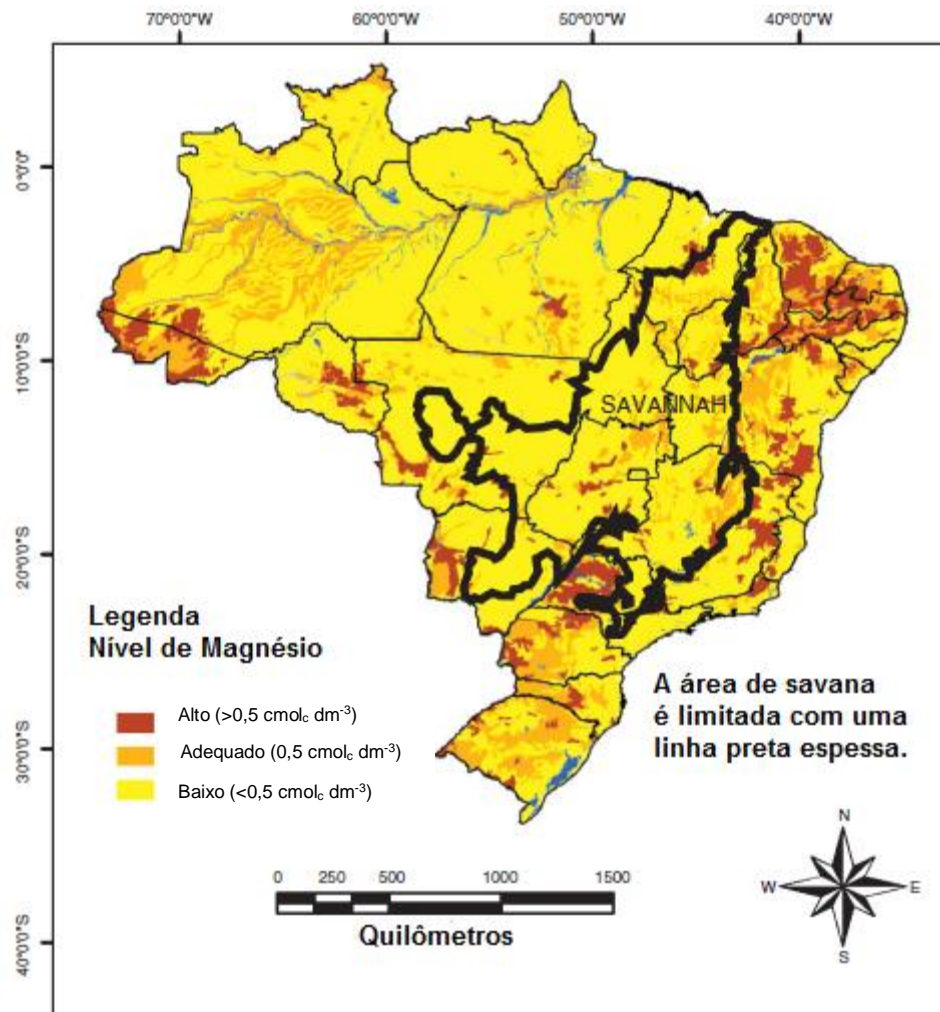 70°0'0"W 60°0'0"W 50°0'0"W 40°0'0"W
0°0'0"
10°0'0"S
20°0'0"S
30°0'0"S
40°0'0"S
SAVANNAH
Legenda
Nível de Magnésio
Alto (>0,5 cmolc dm-3)
Adequado (0,5 cmolc dm-3)
Baixo (<0,5 cmolc dm-3)
A área de savana
é limitada com uma
linha preta espessa.
0 250 500 1000 1500
Quilômetros
N
W E
S